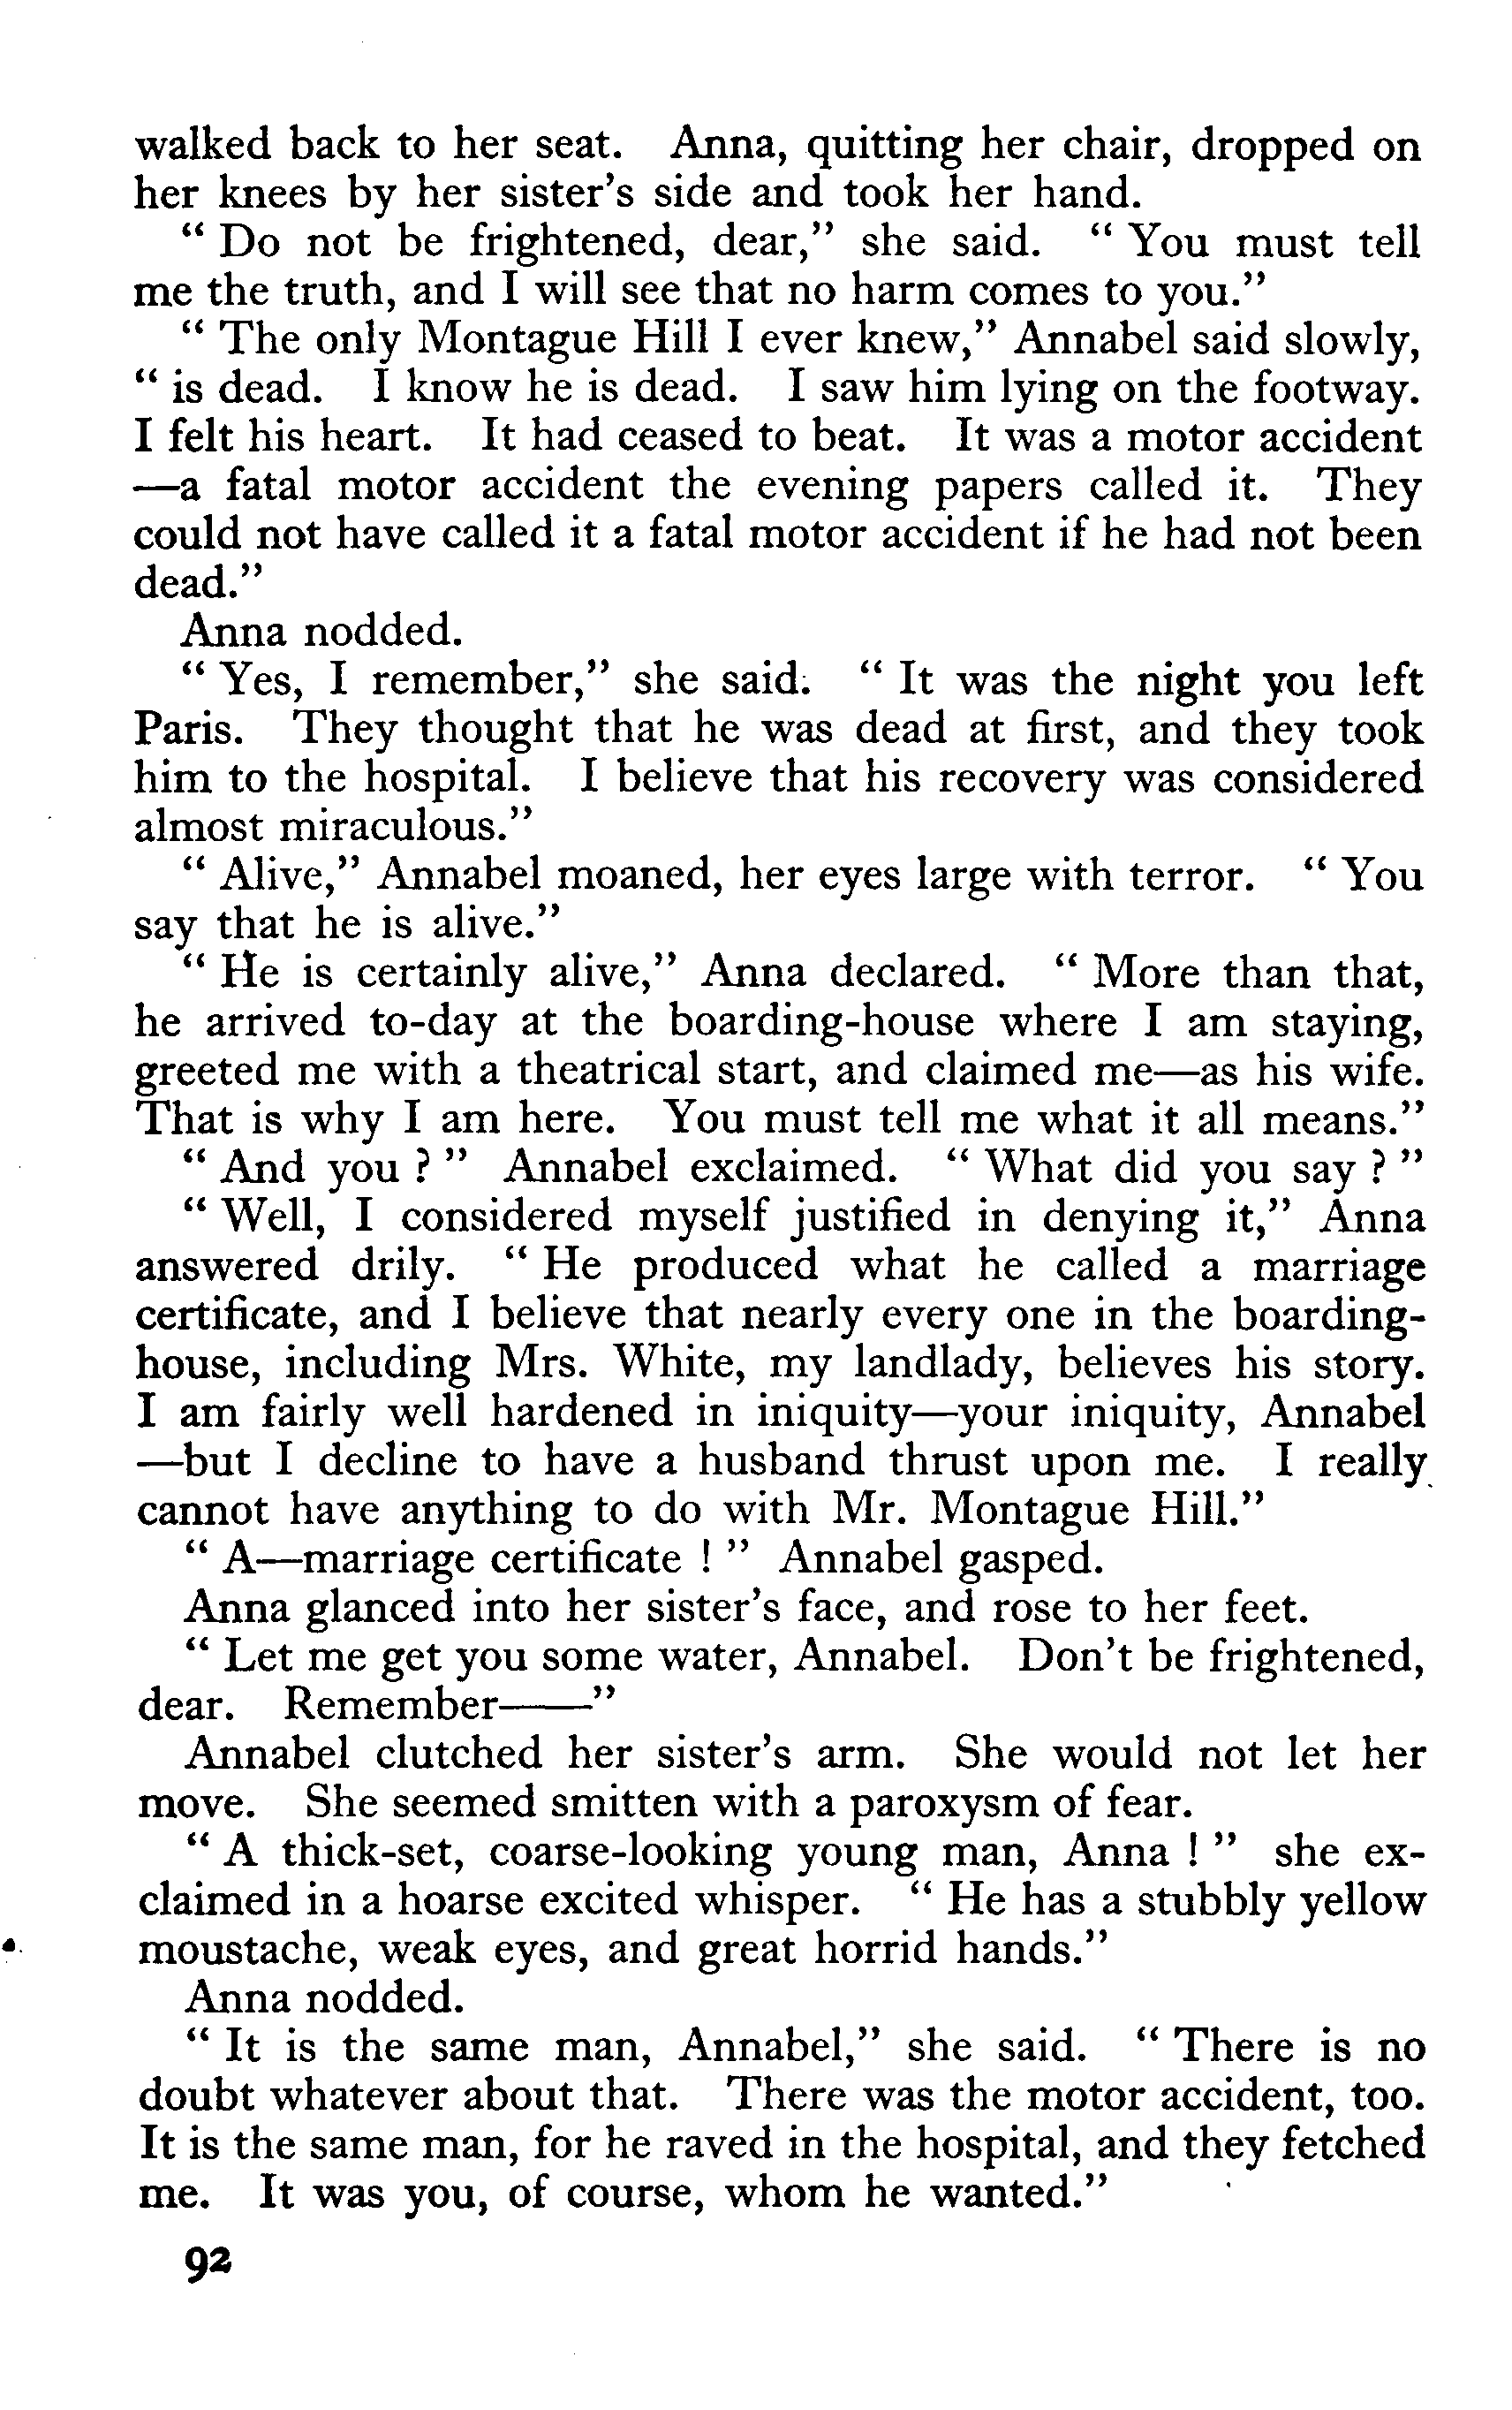 walked back to her seat. Anna, quitting her chair, dropped on
her knees by her sister's side and took her hand.
" Do not be frightened, dear," she said. " You must tell
me the truth, and I will see that no harm comes to you."
" The only Montague Hill I ever knew," Annabel said slowly,
" is dead. I know he is dead. I saw him lying on the footway.
I felt his heart. It had ceased to beat. It was a motor accident
—a fatal motor accident the evening papers called it. They
could not have called it a fatal motor accident if he had not been
dead."
Anna nodded.
" Yes, I remember," she said. " It was the night you left
Paris. They thought that he was dead at first, and they took
him to the hospital. I believe that his recovery was considered
almost miraculous."
" Alive," Annabel moaned, her eyes large with terror. " You
say that he is alive."
" He is certainly alive," Anna declared. " More than that,
he arrived to-day at the boarding-house where I am staying,
greeted me with a theatrical start, and claimed me—as his wife.
That is why I am here. You must tell me what it all means."
" And you ? " Annabel exclaimed. " What did you say ? "
" Well, I considered myself justified in denying it," Anna
answered drily. " He produced what he called a marriage
certificate, and I believe that nearly every one in the boarding-
house, including Mrs. White, my landlady, believes his story.
I am fairly well hardened in iniquity—your iniquity, Annabel
—but I decline to have a husband thrust upon me. I really
cannot have anything to do with Mr. Montague Hill."
" A—marriage certificate ! " Annabel gasped.
Anna glanced into her sister's face, and rose to her feet.
" Let me get you some water, Annabel. Don't be frightened,
dear. Remember——"
Annabel clutched her sister's arm. She would not let her
move. She seemed smitten with a paroxysm of fear.
" A thick-set, coarse-looking young man, Anna ! " she ex-
claimed in a hoarse excited whisper. " He has a stubbly yellow
moustache, weak eyes, and great horrid hands."
Anna nodded.
" It is the same man, Annabel," she said. " There is no
doubt whatever about that. There was the motor accident, too.
It is the same man, for he raved in the hospital, and they fetched
me. It was you, of course, whom he wanted."
92